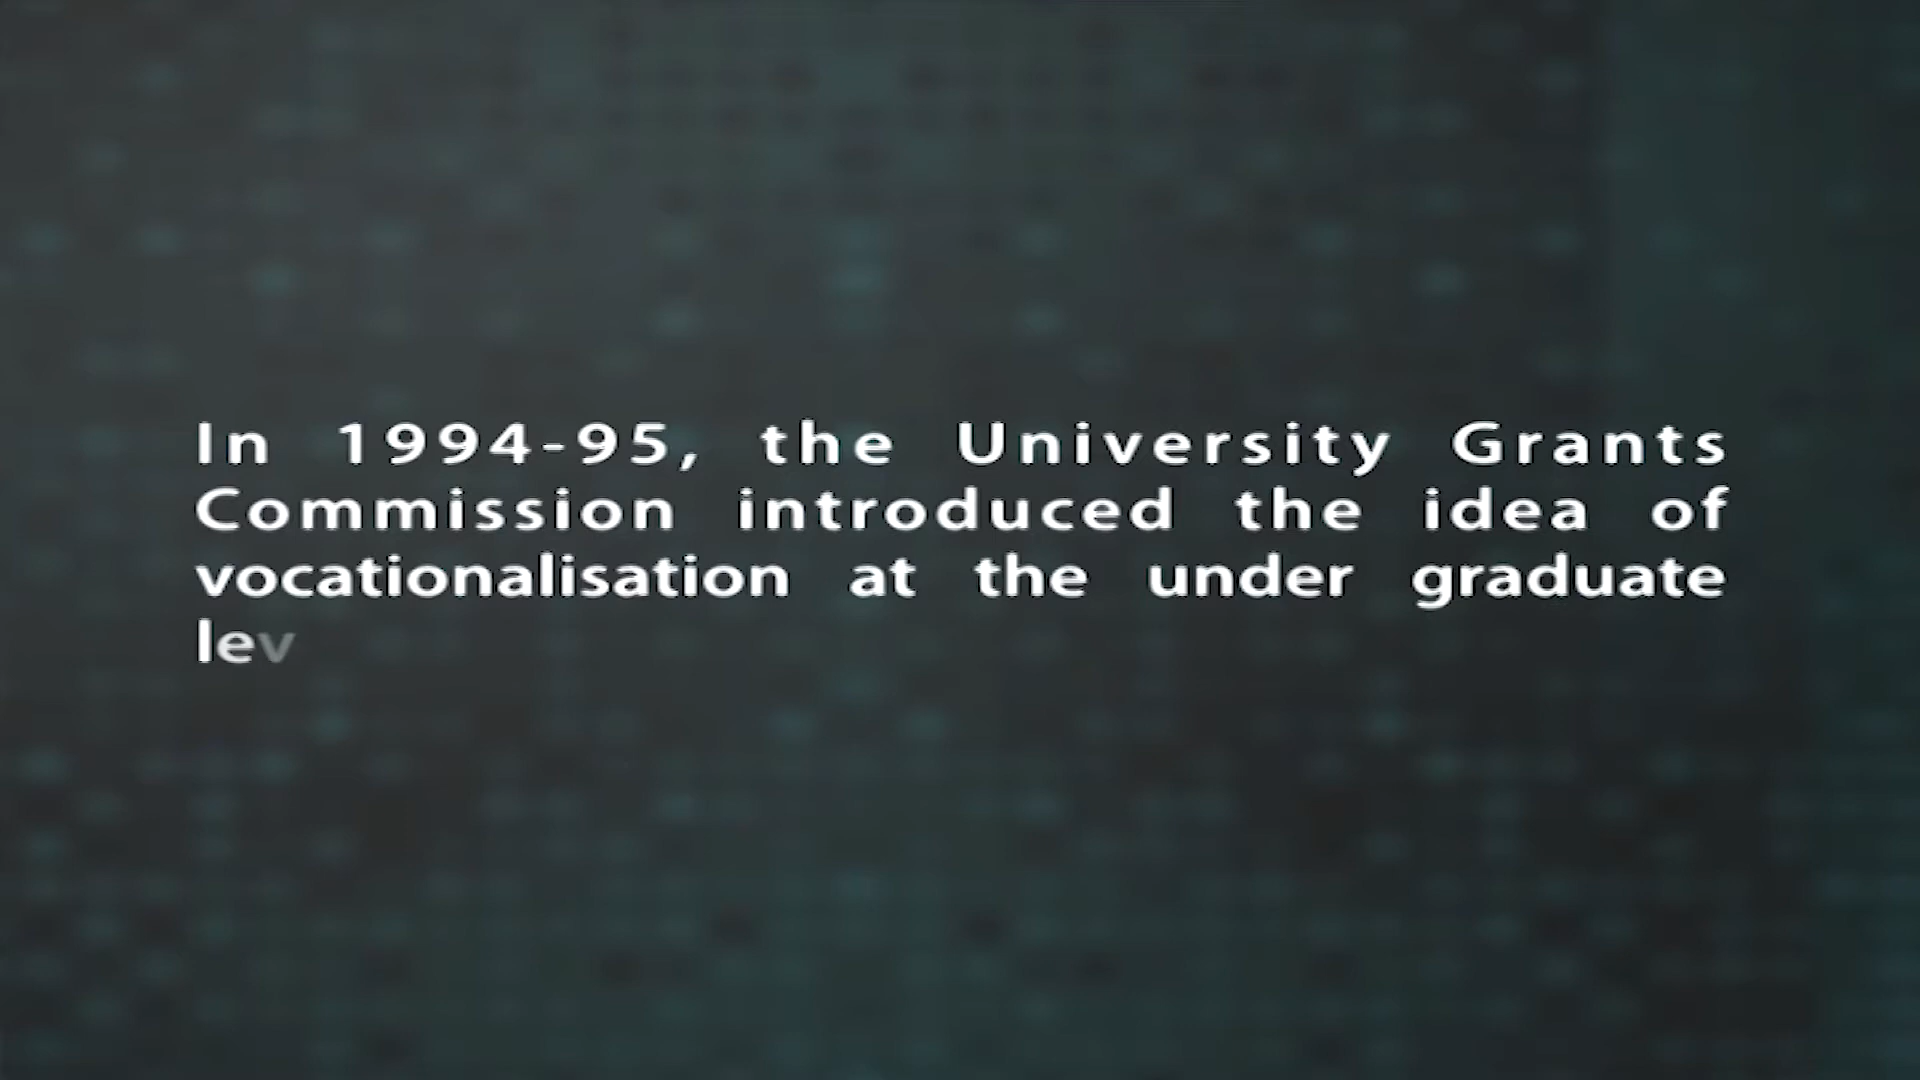 In 1994-95, the University Grants
Commission introduced the idea of
vocationalisation at the under graduate
lev